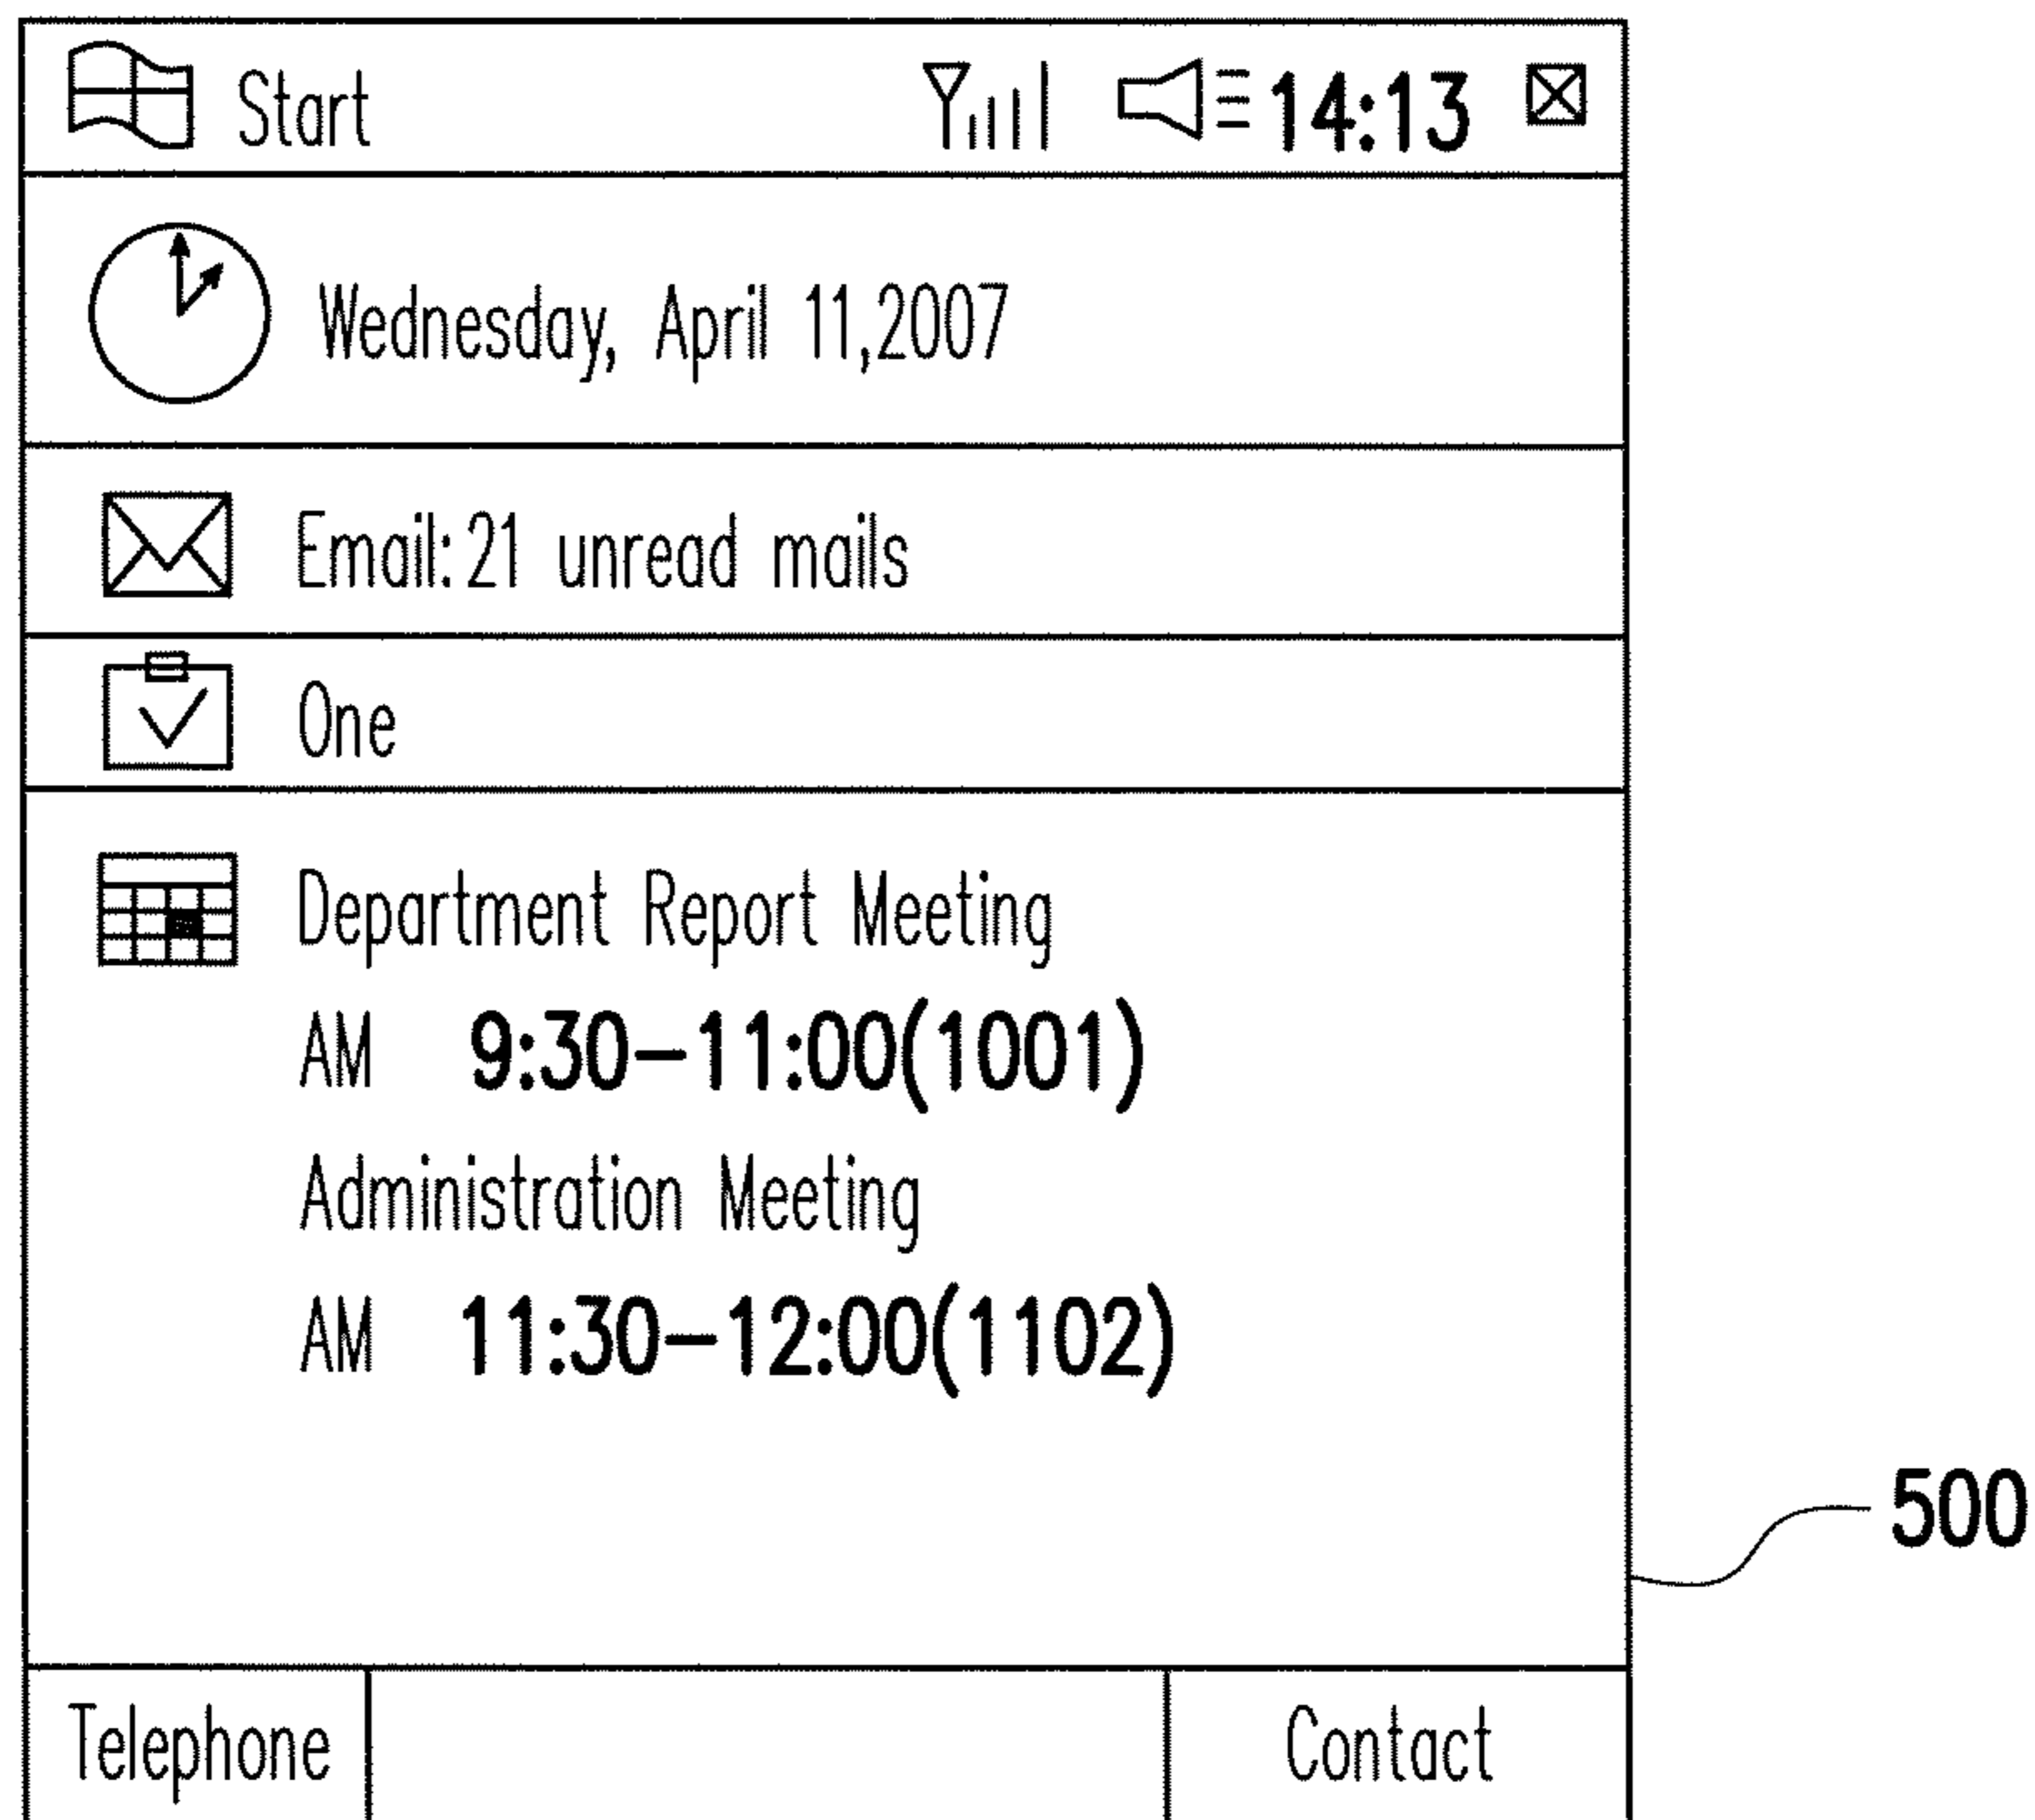 Start 14:13
Wednesday, April 11,2007
Email:21 unread mails
One
Department Report Meeting
AM 9:30-11:00(1001)
Administration Meeting
AM 11:30-12:00(1102)
500
Telephone Contact